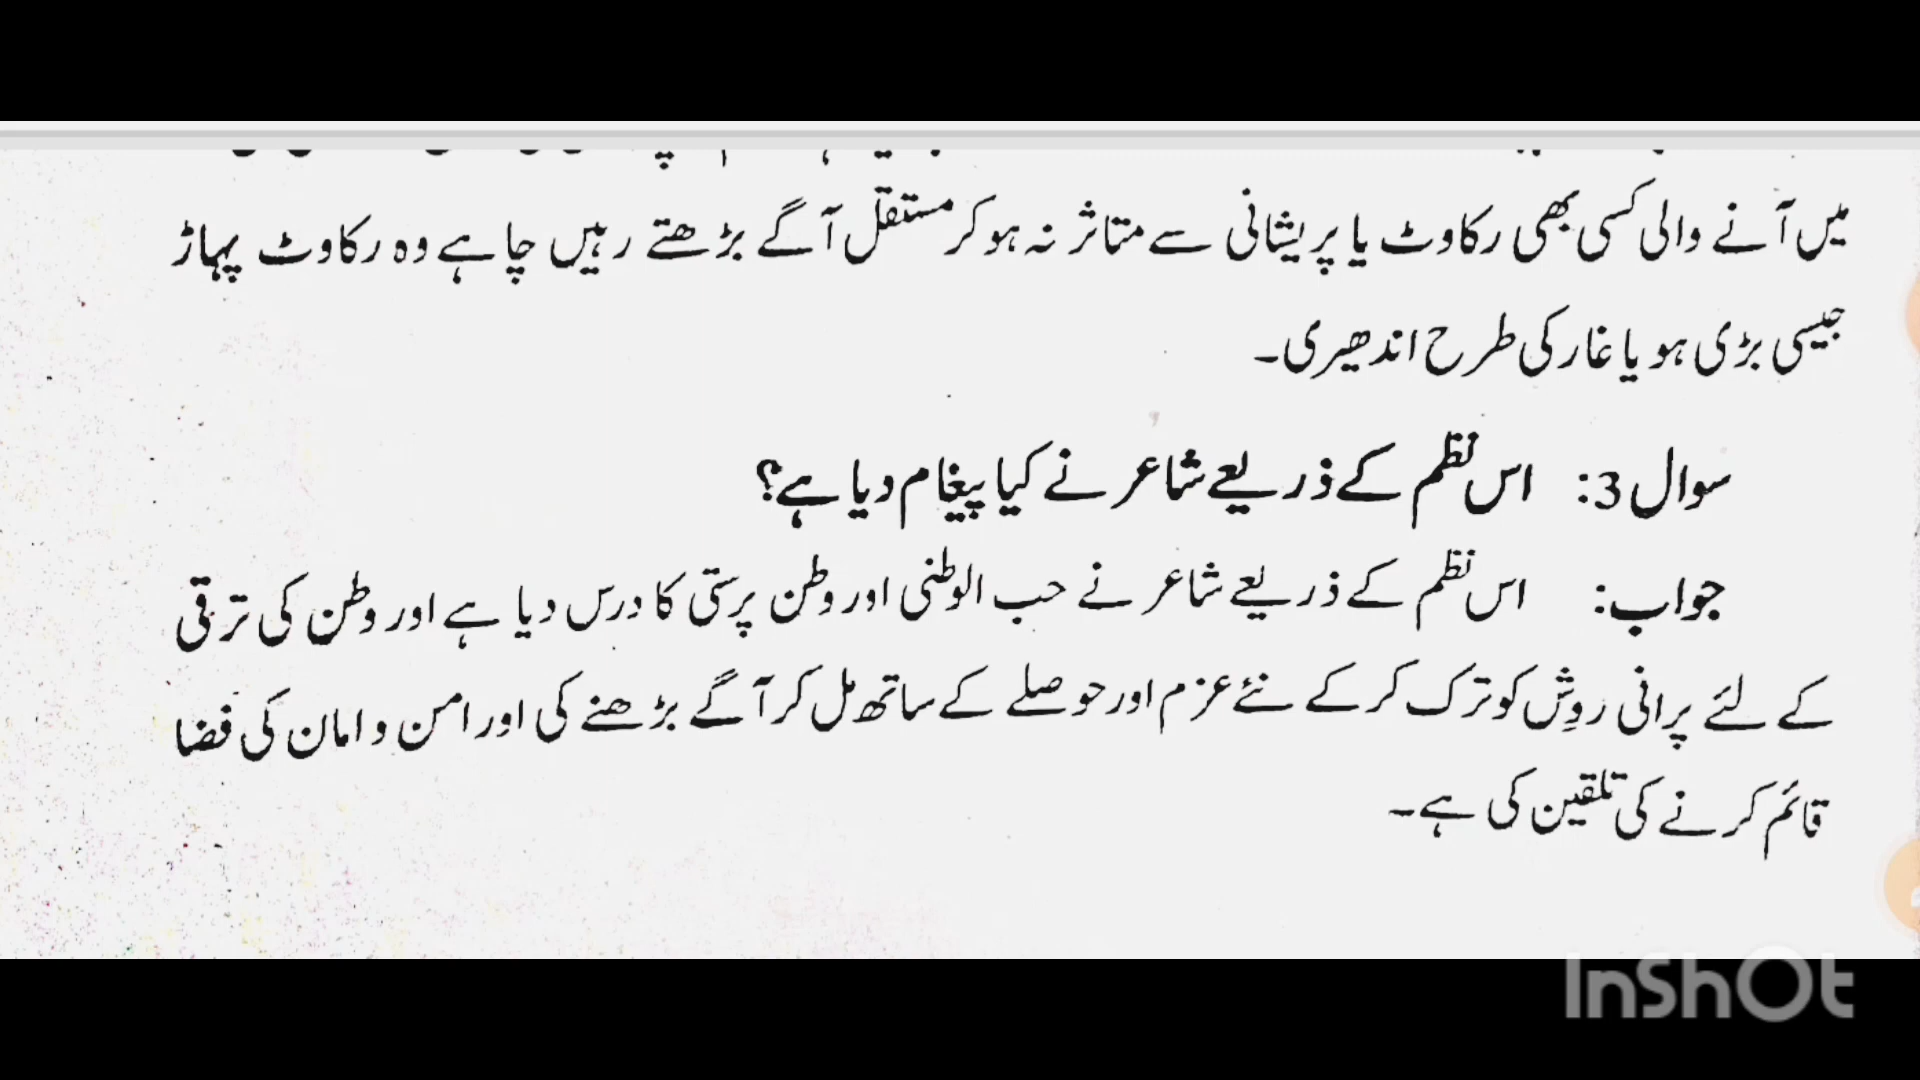 میں آنے والی کسی بھی رکاوٹ یا پریشانی سے متاثر نہ ہو کر مستقل آگے بڑھتے رہیں چاہے وہ رکاوٹ پہاڑ
جیسی بڑی ہو یا غار کی طرح اندھیری۔
سوال 3: اس نظم کے ذریعے شاعر نے کیا پیغام دیا ہے؟
جواب: اس نظم کے ذریعے شاعر نے حب الوطنی اور وطن پرستی کا درس دیا ہے اور وطن کی ترقی
کے لئے پرانی روِش کو ترک کر کے نئے عزم اور حوصلے کے ساتھ مل کر آگے بڑھنے کی اور امن و امان کی فضا
قائم کرنے کی تلقین کی ہے۔
InShOt